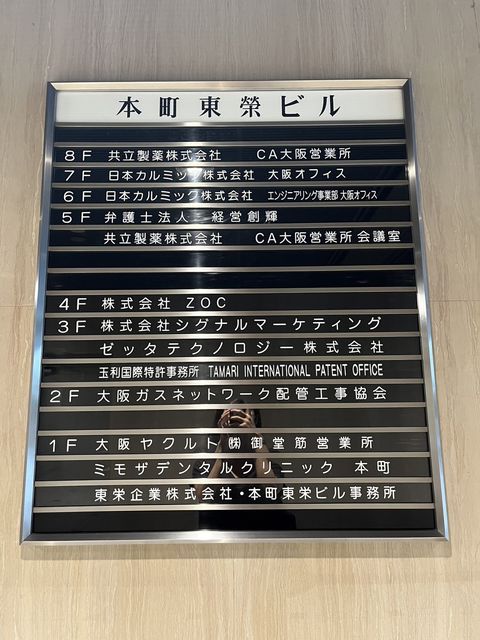 本町東榮ビル
8F 共立製薬株式会社 CA大阪営業所
7F 日本カルミック株式会社 大阪オフィス
6F 日本カルミック株式会社 エンジニアリング事業部 大阪オフィス
5F 弁護士法人 経営創輝
共立製薬株式会社 CA大阪営業所会議室
4F 株式会社 ZOC
3F 株式会社シグナルマーケティング
ゼッタテクノロジー株式会社
玉利国際特許事務所 TAMARI INTERNATIONAL PATENT OFFICE
2F 大阪ガスネットワーク配管工事協会
1F 大阪ヤクルト㈱御堂筋営業所
ミモザデンタルクリニック 本町
東栄企業株式会社・本町東栄ビル事務所